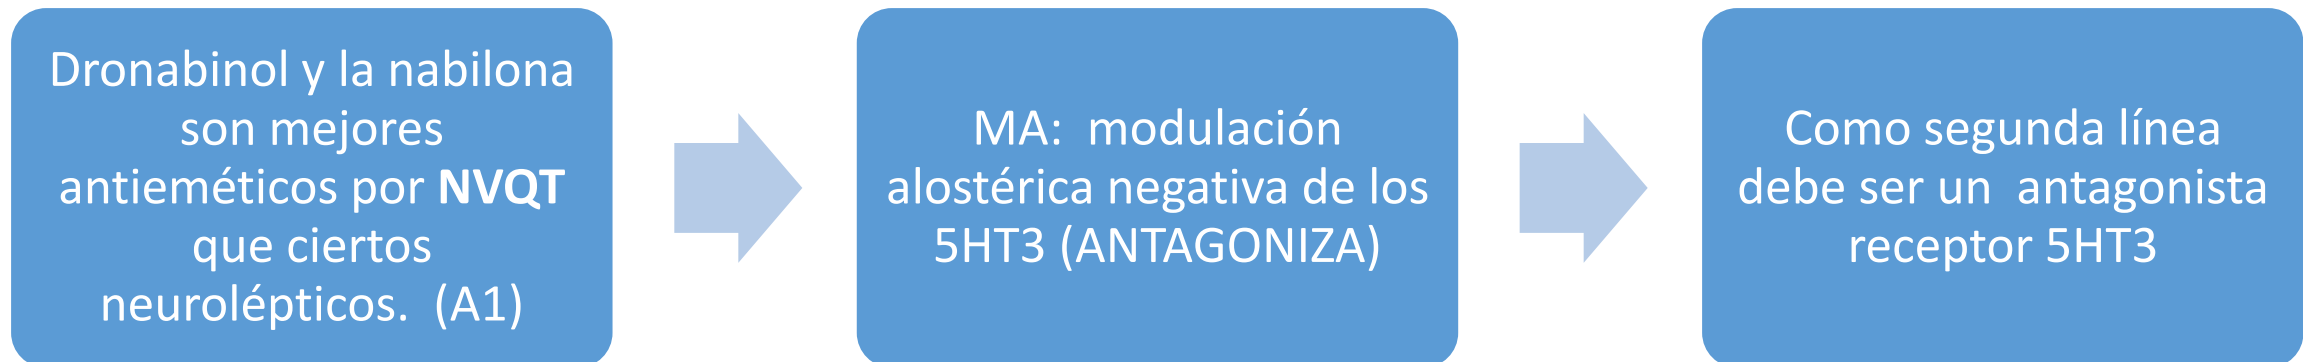 Dronabinol y la nabilona
son mejores
antieméticos por NVQT
que ciertos
neurolépticos. (A1)
MA: modulación
alostérica negativa de los
5HT3 (ANTAGONIZA)
Como segunda línea
debe ser un antagonista
receptor 5HT3